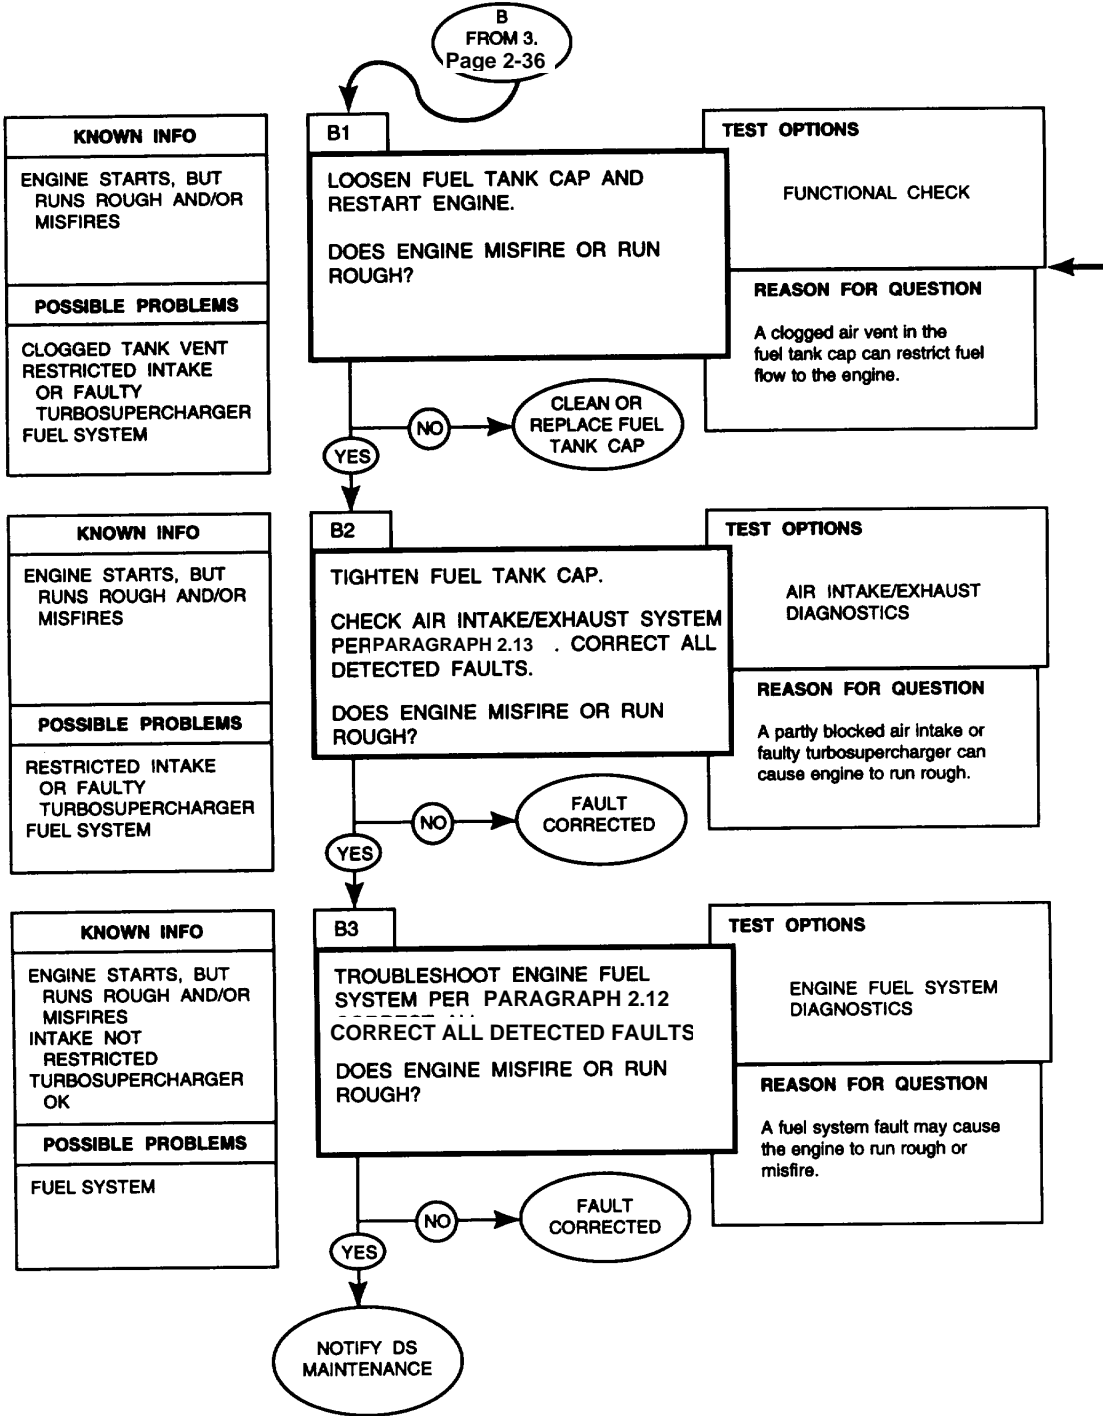 B
FROM 3.
Page 2-36
KNOWN INFO
ENGINE STARTS, BUT
RUNS ROUGH AND/OR
MISFIRES
POSSIBLE PROBLEMS
CLOGGED TANK VENT
RESTRICTED INTAKE
OR FAULTY
TURBOSUPERCHARGER
FUEL SYSTEM
B1
LOOSEN FUEL TANK CAP AND
RESTART ENGINE.
DOES ENGINE MISFIRE OR RUN
ROUGH?
TEST OPTIONS
FUNCTIONAL CHECK
REASON FOR QUESTION
A clogged air vent in the
fuel tank cap can restrict fuel
flow to the engine.
NO
CLEAN OR
REPLACE FUEL
TANK CAP
YES
KNOWN INFO
ENGINE STARTS, BUT
RUNS ROUGH AND/OR
MISFIRES
POSSIBLE PROBLEMS
RESTRICTED INTAKE
OR FAULTY
TURBOSUPERCHARGER
FUEL SYSTEM
B2
TIGHTEN FUEL TANK CAP.
CHECK AIR INTAKE/EXHAUST SYSTEM
PER PARAGRAPH 2.13 . CORRECT ALL
DETECTED FAULTS.
DOES ENGINE MISFIRE OR RUN
ROUGH?
TEST OPTIONS
AIR INTAKE/EXHAUST
DIAGNOSTICS
REASON FOR QUESTION
A partly blocked air intake or
faulty turbosupercharger can
cause engine to run rough.
NO
FAULT
CORRECTED
YES
KNOWN INFO
ENGINE STARTS, BUT
RUNS ROUGH AND/OR
MISFIRES
INTAKE NOT
RESTRICTED
TURBOSUPERCHARGER
OK
POSSIBLE PROBLEMS
FUEL SYSTEM
B3
TROUBLESHOOT ENGINE FUEL
SYSTEM PER PARAGRAPH 2.12
CORRECT ALL DETECTED FAULTS
DOES ENGINE MISFIRE OR RUN
ROUGH?
TEST OPTIONS
ENGINE FUEL SYSTEM
DIAGNOSTICS
REASON FOR QUESTION
A fuel system fault may cause
the engine to run rough or
misfire.
NO
FAULT
CORRECTED
YES
NOTIFY DS
MAINTENANCE